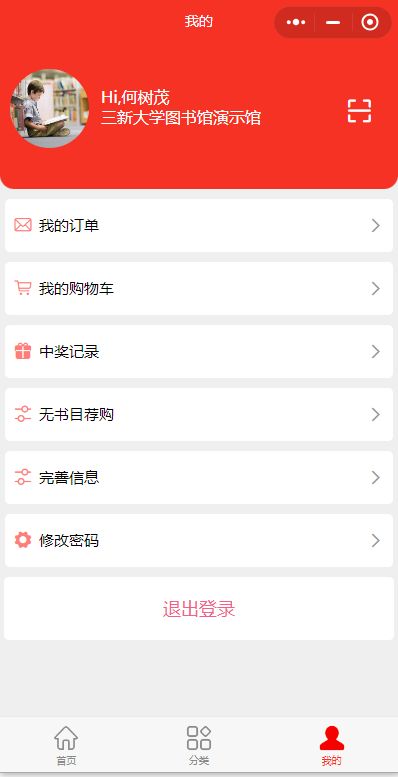 我的
Hi,何树茂
三新大学图书馆演示馆
我的订单
我的购物车
中奖记录
无书目荐购
完善信息
修改密码
退出登录
首页
分类
我的